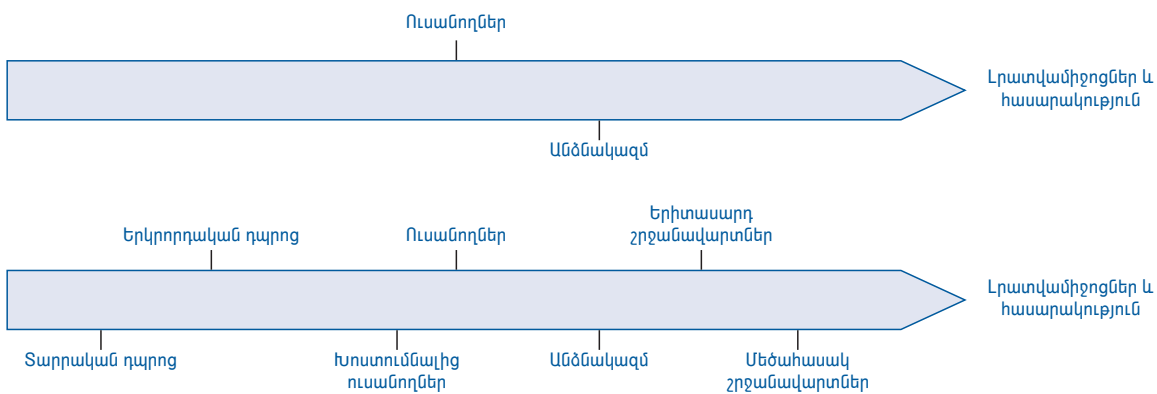 Ուսանողներ
Լրատվամիջոցներ և
հասարակություն
Անձնակազմ
Երիտասարդ
շրջանավարտներ
Երկրորդական դպրոց
Ուսանողներ
Լրատվամիջոցներ և
հասարակություն
Տարրական դպրոց
Խոստումնալից
ուսանողներ
Անձնակազմ
Մեծահասակ
շրջանավարտներ